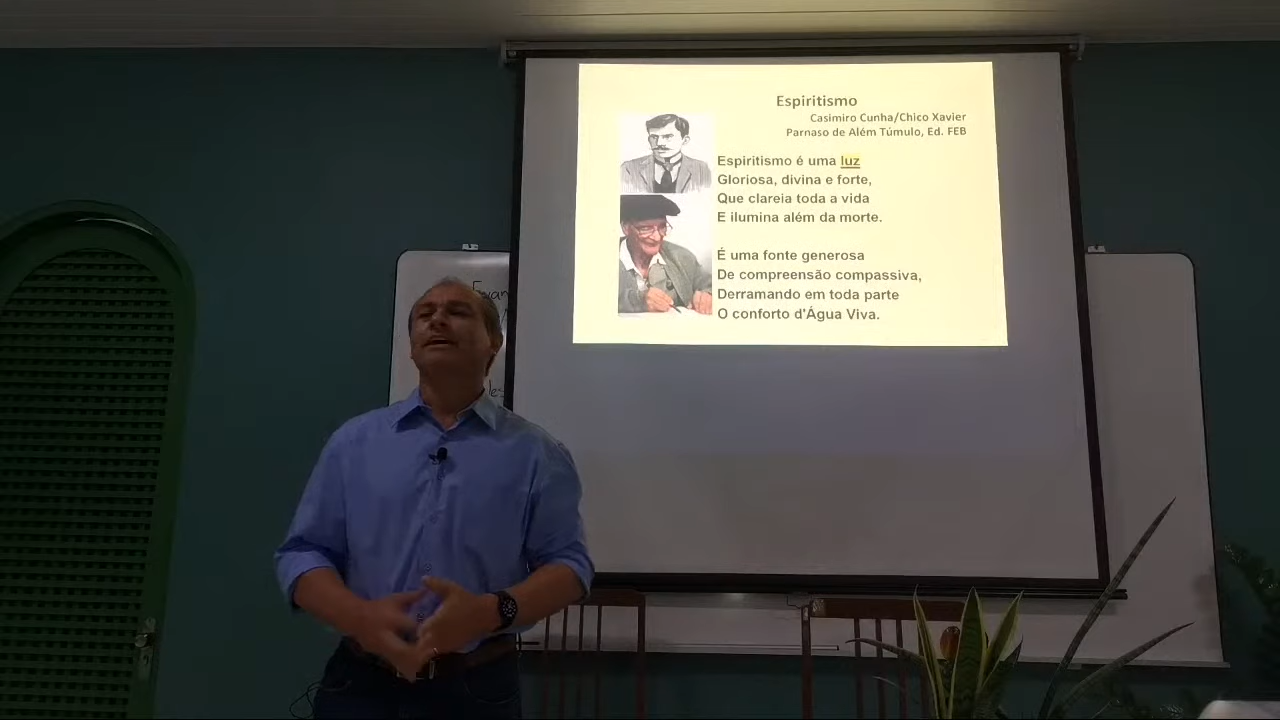 Espiritismo
Casimiro Cunha/Chico Xavier
Parnaso de Além Túmulo, Ed. FEB
Espiritismo é uma luz
Gloriosa, divina e forte,
Que clareia toda a vida
E ilumina além da morte.
É uma fonte generosa
De compreensão compassiva,
Derramando em toda parte
O conforto d'Água Viva.